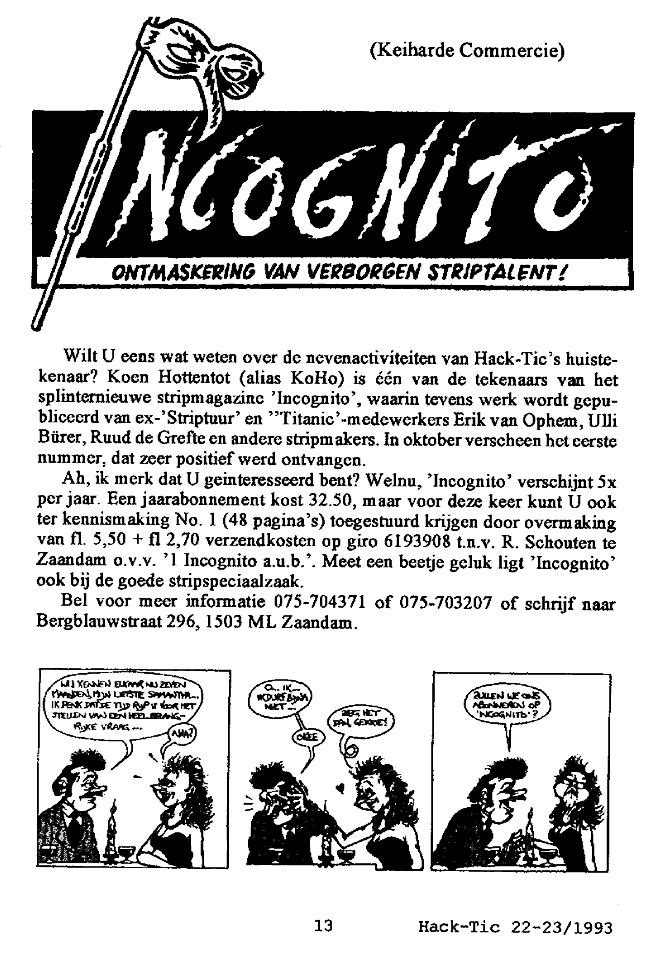 (Keiharde Commercie)
INCOGNITO
ONTMASKERING VAN VERBORGEN STRIPTALENT!
Wilt U eens wat weten over de nevenactiviteiten van Hack-Tic's huiste-
kenaar? Koen Hottentot (alias KoHo) is één van de tekenaars van het
splinternieuwe stripmagazine 'Incognito', waarin tevens werk wordt gepu-
bliceerd van ex-'Striptuur' en ''Titanic'-medewerkers Erik van Ophem, Ulli
Bürer, Ruud de Grefte en andere stripmakers. In oktober verscheen het eerste
nummer, dat zeer positief werd ontvangen.
Ah, ik merk dat U geinteresseerd bent? Welnu, 'Incognito' verschijnt 5x
per jaar. Een jaarabonnement kost 32.50, maar voor deze keer kunt U ook
ter kennismaking No. 1 (48 pagina's) toegestuurd krijgen door overmaking
van fl. 5,50 + fl 2,70 verzendkosten op giro 6193908 t.n.v. R. Schouten te
Zaandam o.v.v. '1 Incognito a.u.b.'. Meet een beetje geluk ligt 'Incognito'
ook bij de goede stripspeciaalzaak.
Bel voor meer informatie 075-704371 of 075-703207 of schrijf naar
Bergblauwstraat 296, 1503 ML Zaandam.
WIJ KENNEN ELKAAR NU ZEVEN
MAANDEN, MIJN LIEFSTE SAMANTHA...
IK DENK DAT DE TIJD RIJP IS VOOR HET
STELLEN VAN EEN HEEL BELANG-
RIJKE VRAAG...
AHA?
O... IK...
IK DURF BIJNA
NIET...
OKEE
ZEG HET
DAN, GEKKIE!
ZULLEN WE ONS
ABONNEREN OP
'INCOGNITO'?
13
Hack-Tic 22-23/1993